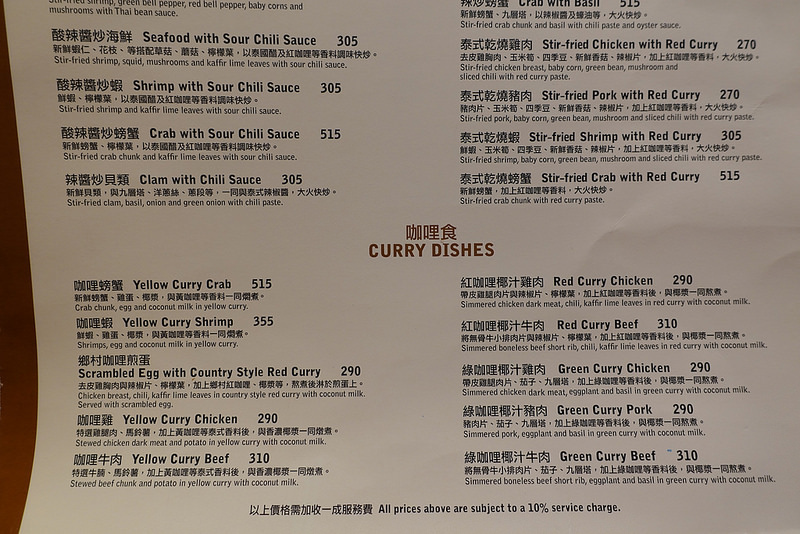 shrimp, green bell pepper, red bell pepper, baby corns and
mushrooms with Thai bean sauce.
酸辣醬炒海鮮 Seafood with Sour Chili Sauce 305
新鮮蝦仁、花枝、等搭配草菇、蘑菇、檸檬葉，以泰國醋及紅咖哩等香料調味快炒。
Stir-fried shrimp, squid, mushrooms and kaffir lime leaves with sour chili sauce.
酸辣醬炒蝦 Shrimp with Sour Chili Sauce 305
鮮蝦、檸檬葉，以泰國醋及紅咖哩等香料調味快炒。
Stir-fried shrimp and kaffir lime leaves with sour chili sauce.
酸辣醬炒螃蟹 Crab with Sour Chili Sauce 515
新鮮螃蟹、檸檬葉，以泰國醋及紅咖哩等香料調味快炒。
Stir-fried crab chunk and kaffir lime leaves with sour chili sauce.
辣醬炒貝類 Clam with Chili Sauce 305
新鮮貝類，與九層塔、洋蔥絲、蔥段等，一同與泰式辣椒醬，大火快炒。
Stir-fried clam, basil, onion and green onion with chili paste.
辣炒螃蟹 Crab with Basil 515
新鮮螃蟹、九層塔，以辣椒醬及蠔油等，大火快炒。
Stir-fried crab chunk and basil with chili paste and oyster sauce.
泰式乾燒雞肉 Stir-fried Chicken with Red Curry 270
去皮雞胸肉、玉米筍、四季豆、新鮮香菇、辣椒片，加上紅咖哩等香料，大火快炒。
Stir-fried chicken breast, baby corn, green bean, mushroom and
sliced chili with red curry paste.
泰式乾燒豬肉 Stir-fried Pork with Red Curry 270
豬肉片、玉米筍、四季豆、新鮮香菇、辣椒片，加上紅咖哩等香料，大火快炒。
Stir-fried pork, baby corn, green bean, mushroom and sliced chili with red curry paste.
泰式乾燒蝦 Stir-fried Shrimp with Red Curry 305
鮮蝦、玉米筍、四季豆、新鮮香菇、辣椒片，加上紅咖哩等香料，大火快炒。
Stir-fried shrimp, baby corn, green bean, mushroom and sliced chili with red curry paste.
泰式乾燒螃蟹 Stir-fried Crab with Red Curry 515
新鮮螃蟹，加上紅咖哩等香料，大火快炒。
Stir-fried crab chunk with red curry paste.
咖哩食
CURRY DISHES
咖哩螃蟹 Yellow Curry Crab 515
新鮮螃蟹、雞蛋、椰漿，與黃咖哩等香料一同燜煮。
Crab chunk, egg and coconut milk in yellow curry.
咖哩蝦 Yellow Curry Shrimp 355
鮮蝦、雞蛋、椰漿，與黃咖哩等香料一同燜煮。
Shrimps, egg and coconut milk in yellow curry.
鄉村咖哩煎蛋
Scrambled Egg with Country Style Red Curry 290
去皮雞胸肉與辣椒片、檸檬葉，加上鄉村紅咖哩、椰漿等，熬煮後淋於煎蛋上。
Chicken breast, chili, kaffir lime leaves in country style red curry with coconut milk.
Served with scrambled egg.
咖哩雞 Yellow Curry Chicken 290
特選雞腿肉、馬鈴薯，加上黃咖哩等泰式香料後，與香濃椰漿一同燉煮。
Stewed chicken dark meat and potato in yellow curry with coconut milk.
咖哩牛肉 Yellow Curry Beef 310
特選牛腩、馬鈴薯，加上黃咖哩等泰式香料後，與香濃椰漿一同燉煮。
Stewed beef chunk and potato in yellow curry with coconut milk.
紅咖哩椰汁雞肉 Red Curry Chicken 290
帶皮雞腿肉片與辣椒片、檸檬葉，加上紅咖哩等香料後，與椰漿一同熬煮。
Simmered chicken dark meat, chili, kaffir lime leaves in red curry with coconut milk.
紅咖哩椰汁牛肉 Red Curry Beef 310
將無骨牛小排肉片與辣椒片、檸檬葉，加上紅咖哩等香料後，與椰漿一同熬煮。
Simmered boneless beef short rib, chili, kaffir lime leaves in red curry with coconut milk.
綠咖哩椰汁雞肉 Green Curry Chicken 290
帶皮雞腿肉片、茄子、九層塔，加上綠咖哩等香料後，與椰漿一同熬煮。
Simmered chicken dark meat, eggplant and basil in green curry with coconut milk.
綠咖哩椰汁豬肉 Green Curry Pork 290
豬肉片、茄子、九層塔，加上綠咖哩等香料後，與椰漿一同熬煮。
Simmered pork, eggplant and basil in green curry with coconut milk.
綠咖哩椰汁牛肉 Green Curry Beef 310
將無骨牛小排肉片、茄子、九層塔，加上綠咖哩等香料後，與椰漿一同熬煮。
Simmered boneless beef short rib, eggplant and basil in green curry with coconut milk.
以上價格需加收一成服務費 All prices above are subject to a 10% service charge.